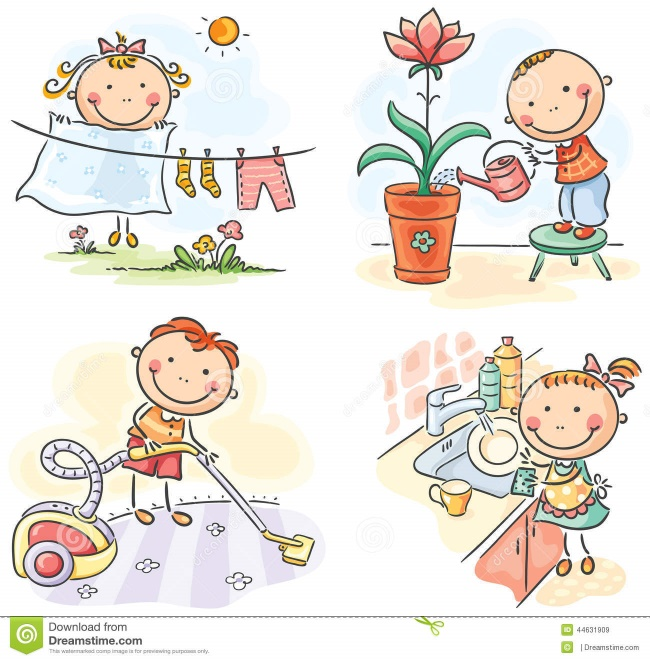 Download from
Dreamstime.com
This watermarked comp image is for previewing purposes only.
44631909
Dreamstime.com